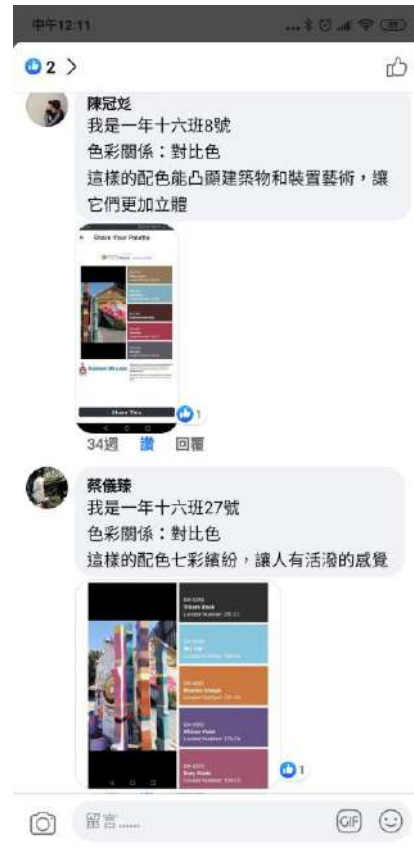 中午12:11
2
陳冠彣
我是一年十六班8號
色彩關係：對比色
這樣的配色能凸顯建築物和裝置藝術，讓
它們更加立體
Share Your Palette
Share This
1
34週 讚 回覆
蔡儀臻
我是一年十六班27號
色彩關係：對比色
這樣的配色七彩繽紛，讓人有活潑的感覺
African Violet
1
留言......
GIF